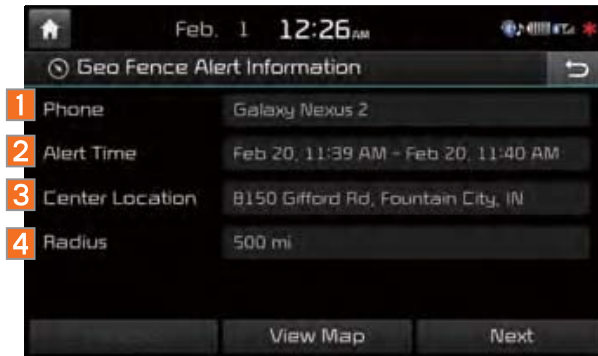 Feb. 1 12:26 AM
Geo Fence Alert Information
1 Phone Galaxy Nexus 2
2 Alert Time Feb 20, 11:39 AM - Feb 20, 11:40 AM
3 Center Location 8150 Gifford Rd, Fountain City, IN
4 Radius 500 mi
View Map Next